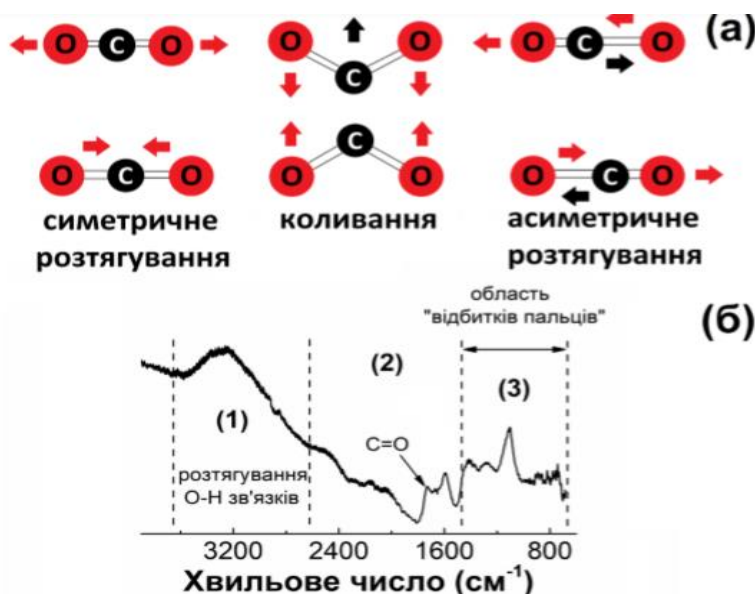 (а)
O C O
O C O
O C O
O C O
O C O
O C O
симетричне розтягування
коливання
асиметричне розтягування
область
"відбитків пальців"
(б)
(1)
(2)
(3)
C=O
розтягування
О-Н зв'язків
3200 2400 1600 800
Хвильове число (см⁻¹)